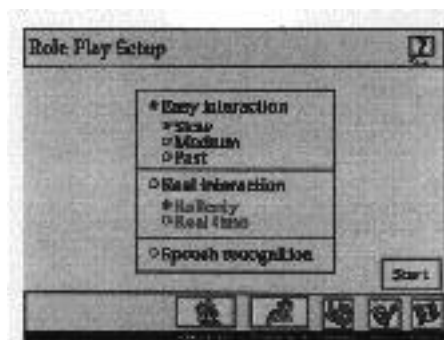 Role Play Setup
?
Easy interaction
Slow
Medium
Fast
Real interaction
Real time
Speech recognition
Start